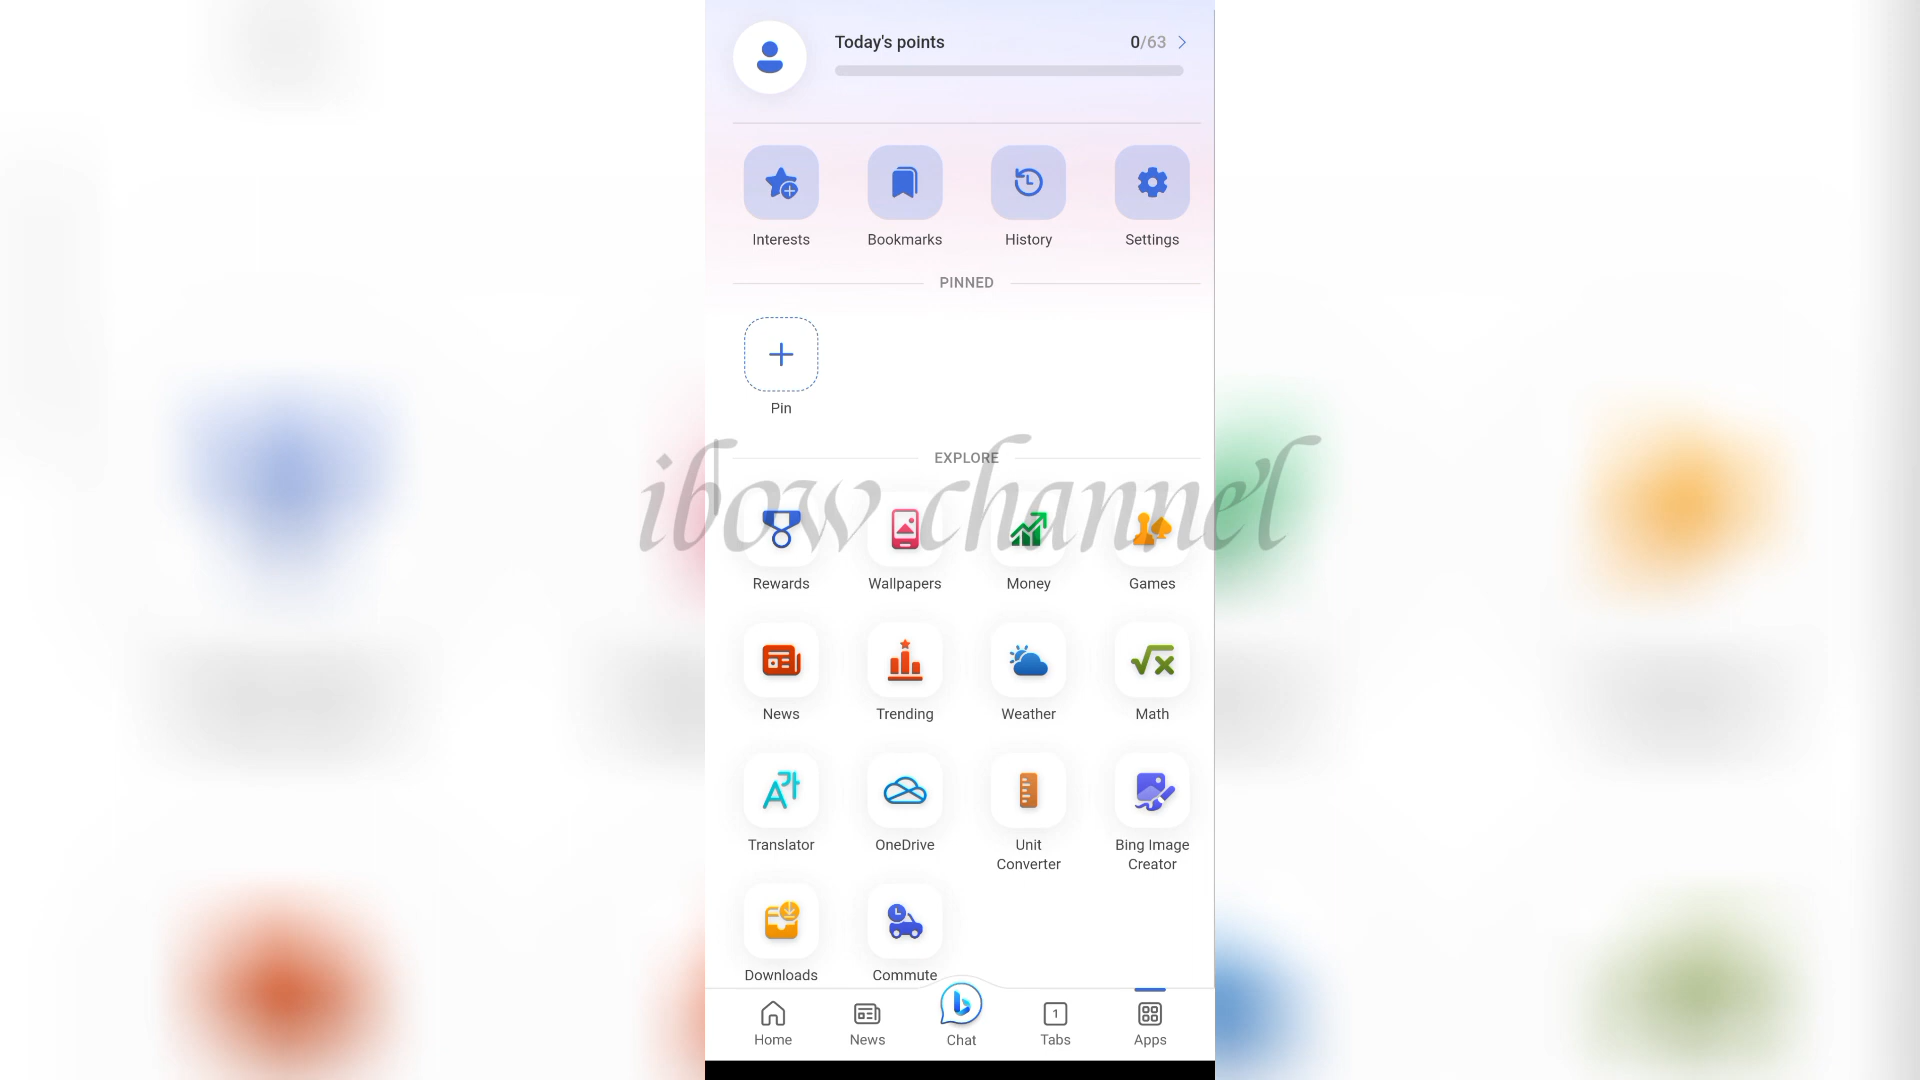 Today's points 0/63
Interests Bookmarks History Settings
PINNED
Pin
EXPLORE
ibow channel
Rewards Wallpapers Money Games
News Trending Weather Math
Translator OneDrive Unit Converter Bing Image Creator
Downloads Commute
1
Home News Chat Tabs Apps